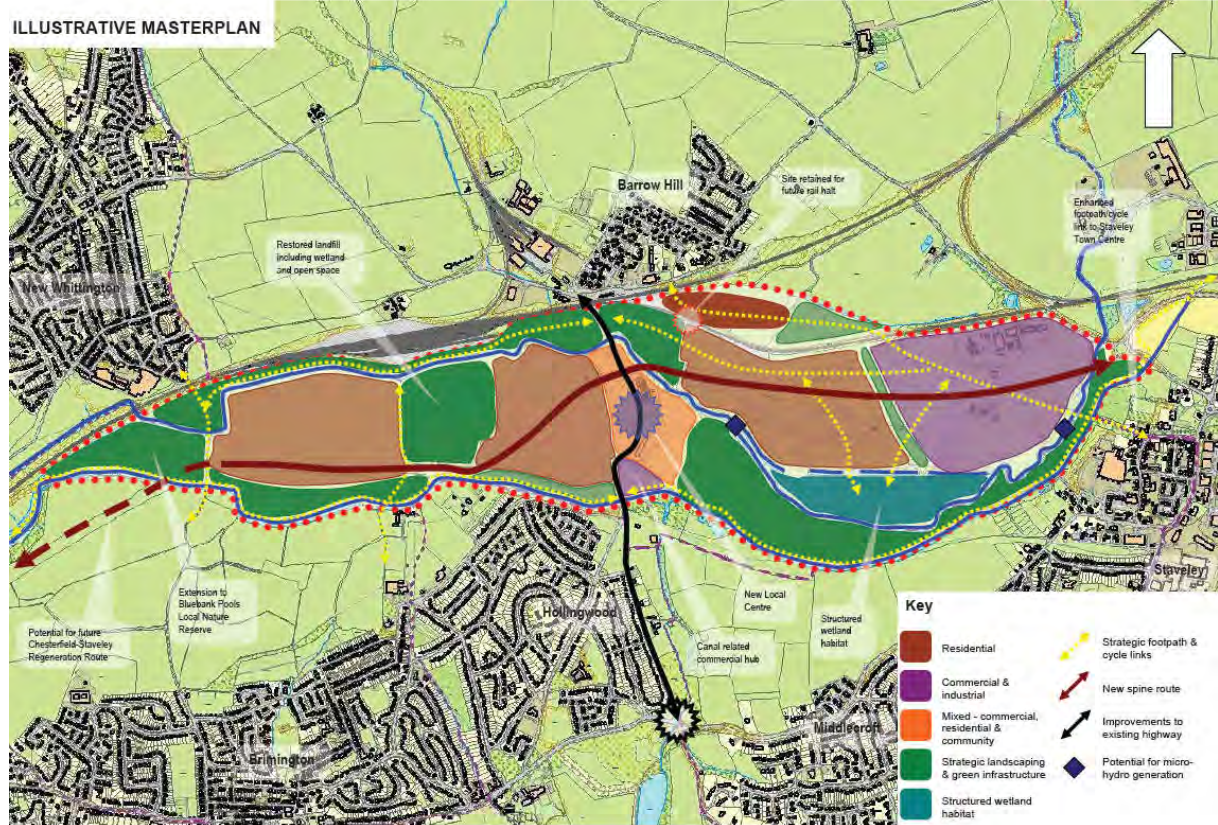 ILLUSTRATIVE MASTERPLAN
Barrow Hill
Site retained for
future rail halt
Enhanced
footpath/cycle
link to Staveley
Town Centre
Restored landfill
including wetland
and open space
New Whittington
Extension to
Bluebank Pools
Local Nature
Reserve
Potential for future
Chesterfield-Staveley
Regeneration Route
Hollingwood
New Local
Centre
Canal related
commercial hub
Structured
wetland
habitat
Staveley
Brimington
Middlecroft
Key
Residential
Commercial &
industrial
Mixed - commercial,
residential &
community
Strategic landscaping
& green infrastructure
Structured wetland
habitat
Strategic footpath &
cycle links
New spine route
Improvements to
existing highway
Potential for micro-
hydro generation